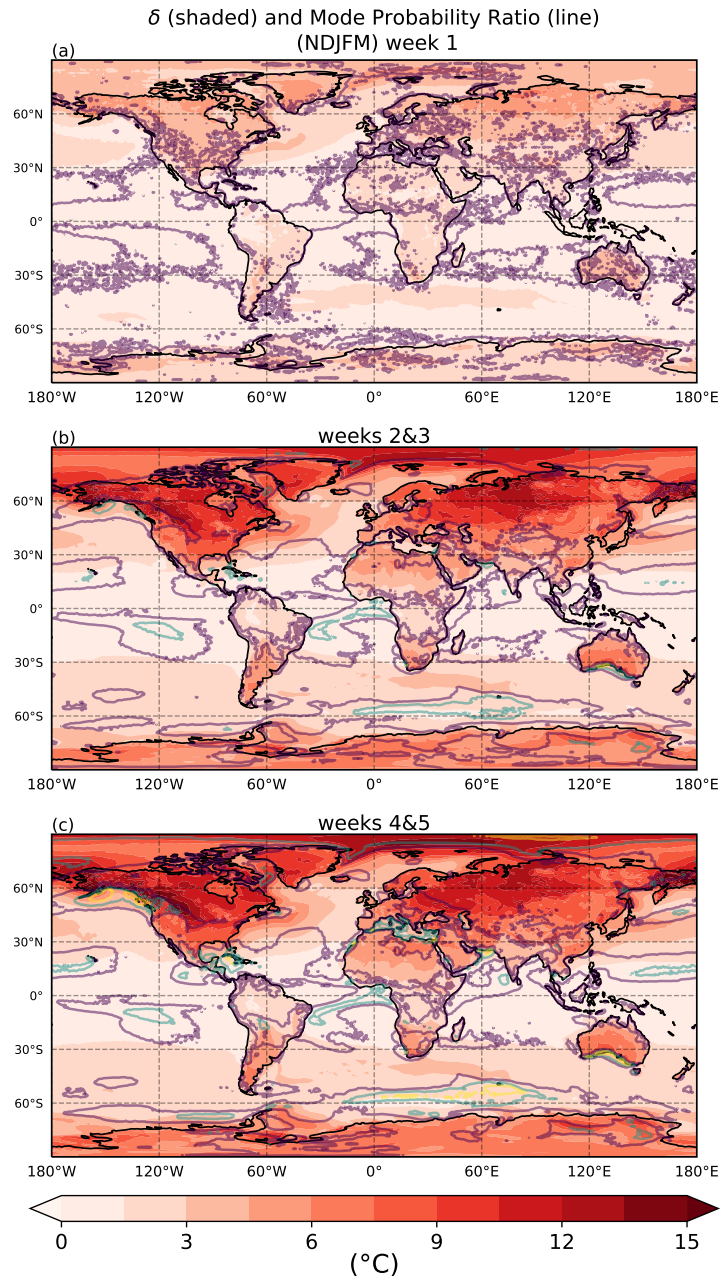 δ (shaded) and Mode Probability Ratio (line)
(NDJFM) week 1
(a)
60°N
30°N
0°
30°S
60°S
180°W 120°W 60°W 0° 60°E 120°E 180°E
(b) weeks 2&3
60°N
30°N
0°
30°S
60°S
180°W 120°W 60°W 0° 60°E 120°E 180°E
(c) weeks 4&5
60°N
30°N
0°
30°S
60°S
180°W 120°W 60°W 0° 60°E 120°E 180°E
0 3 6 9 12 15
(°C)